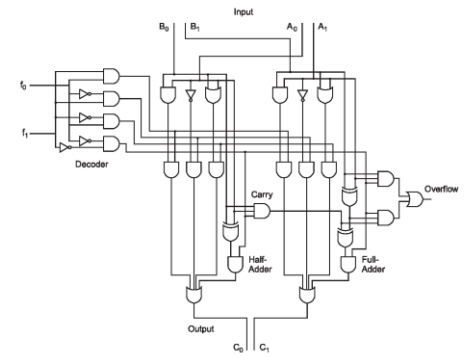 Input
B0 B1 A0 A1
f0
f1
Decoder
Carry
Overflow
Half-
Adder
Full-
Adder
Output
C0 C1